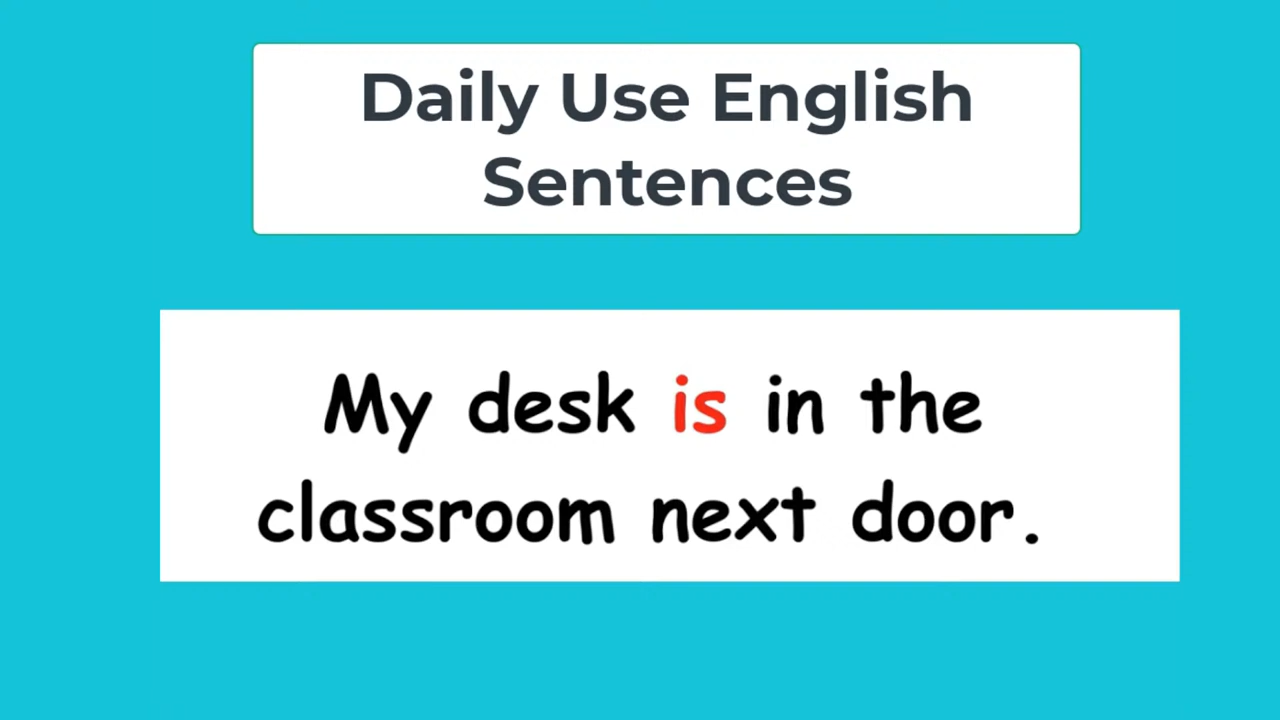 Daily Use English
Sentences
My desk is in the
classroom next door.